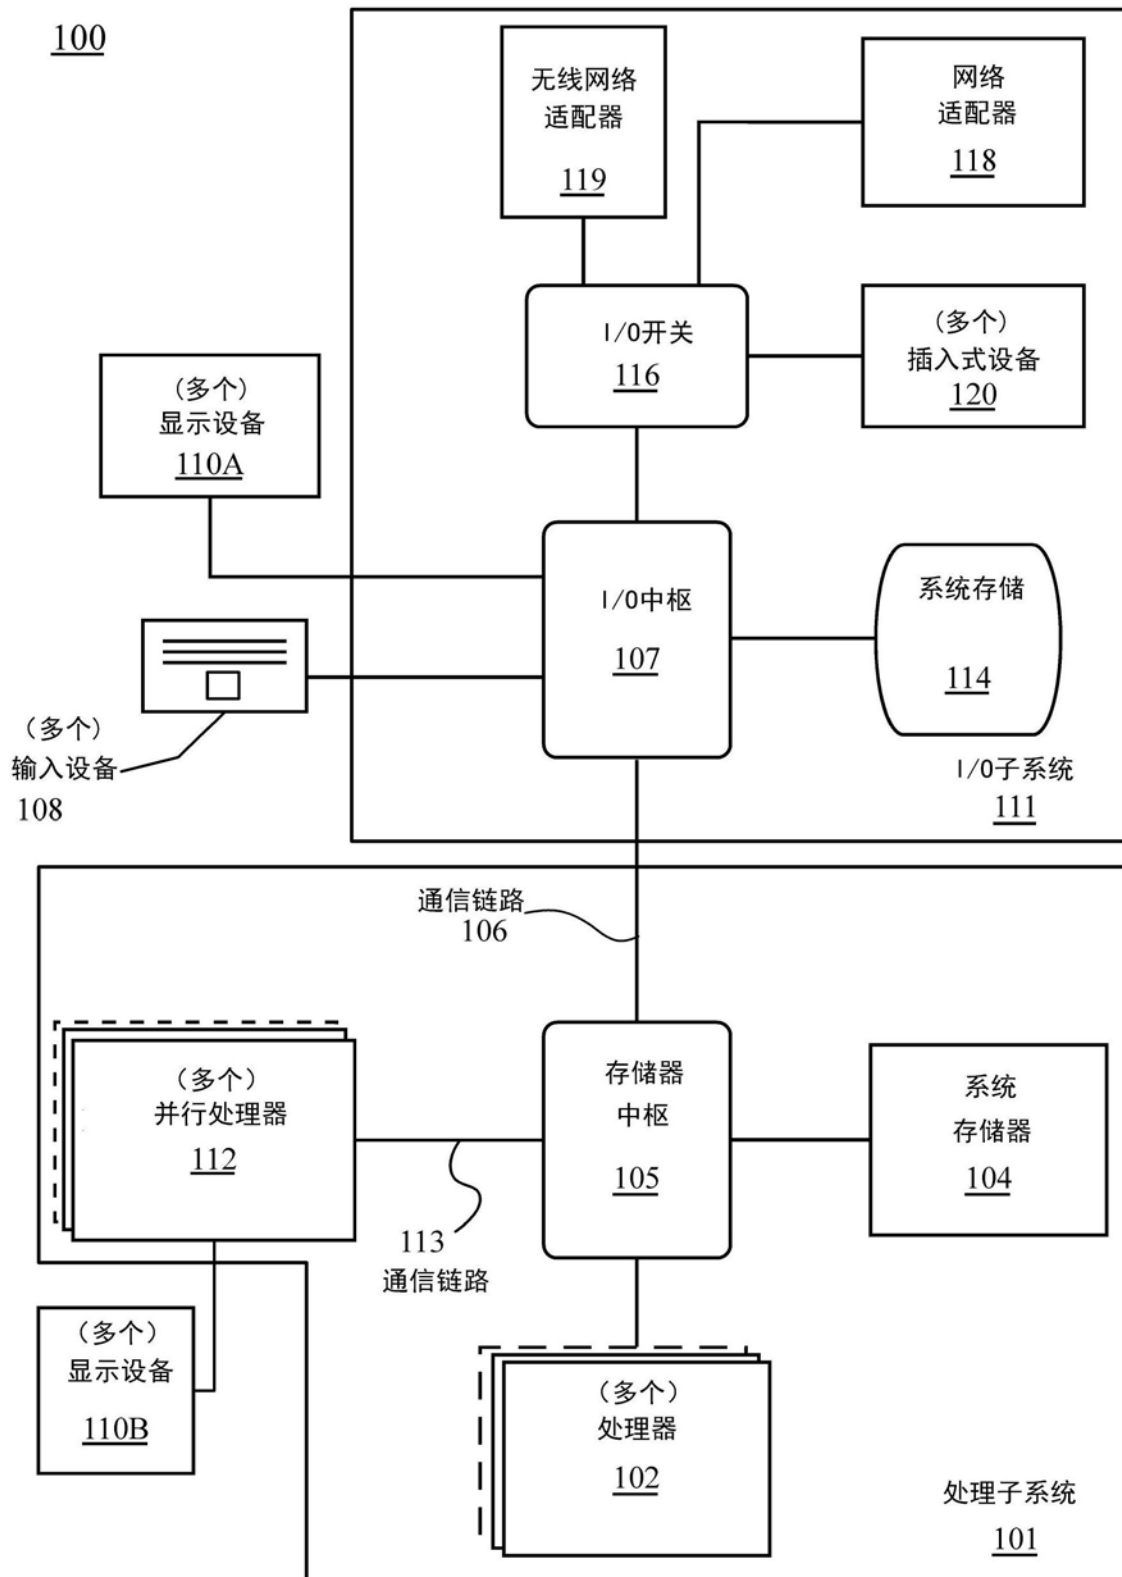 100
无线网络
适配器
119
网络
适配器
118
I/O开关
116
(多个)
插入式设备
120
(多个)
显示设备
110A
I/O中枢
107
系统存储
114
(多个)
输入设备
108
I/O子系统
111
通信链路
106
(多个)
并行处理器
112
存储器
中枢
105
系统
存储器
104
113
通信链路
(多个)
显示设备
110B
(多个)
处理器
102
处理子系统
101